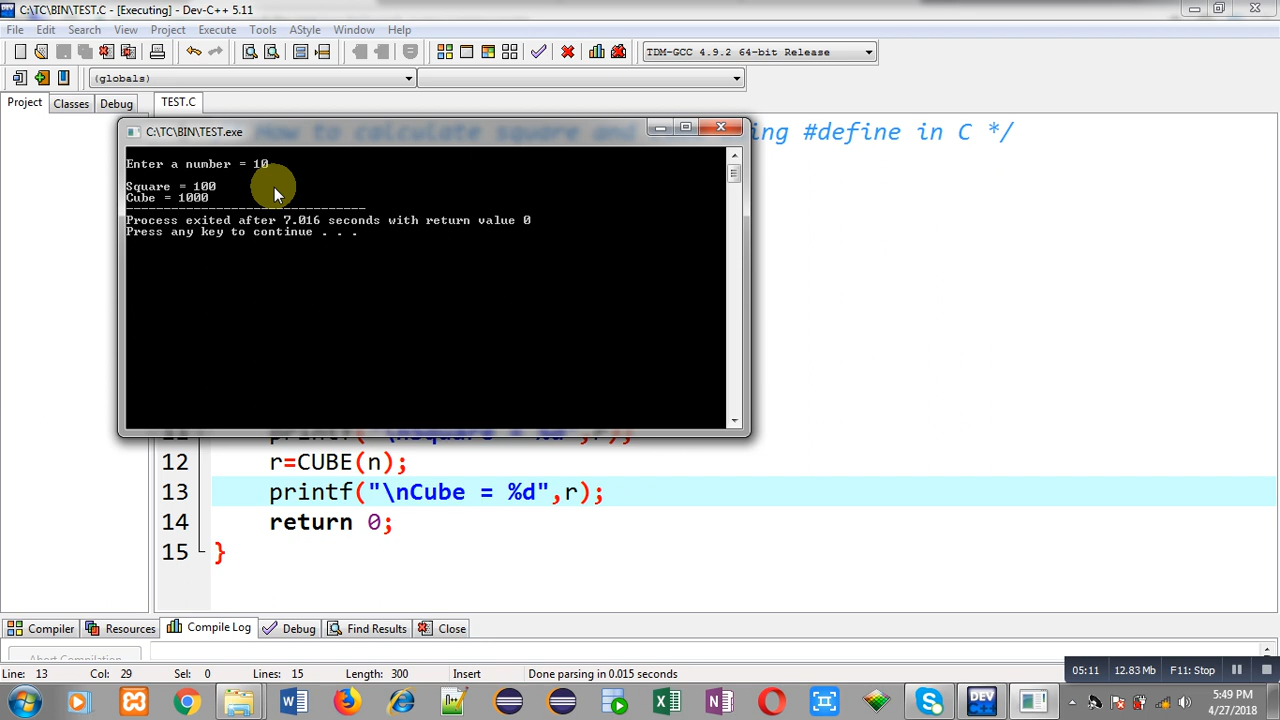 C:\TC\BIN\TEST.C - [Executing] - Dev-C++ 5.11
File Edit Search View Project Execute Tools AStyle Window Help
TDM-GCC 4.9.2 64-bit Release
(globals)
Project Classes Debug TEST.C
to calculate #define in C */
C:\TC\BIN\TEST.exe
Enter a number = 10
Square = 100
Cube = 1000
--------------------------------
Process exited after 7.016 seconds with return value 0
Press any key to continue . . .
12 r=CUBE(n);
13 printf("\nCube = %d",r);
14 return 0;
15 }
Compiler Resources Compile Log Debug Find Results Close
Abort Compilation
Line: 13 Col: 29 Sel: 0 Lines: 15 Length: 300 Insert Done parsing in 0.015 seconds
05:11 12.83 Mb F11: Stop
DEV C++
5:49 PM
4/27/2018